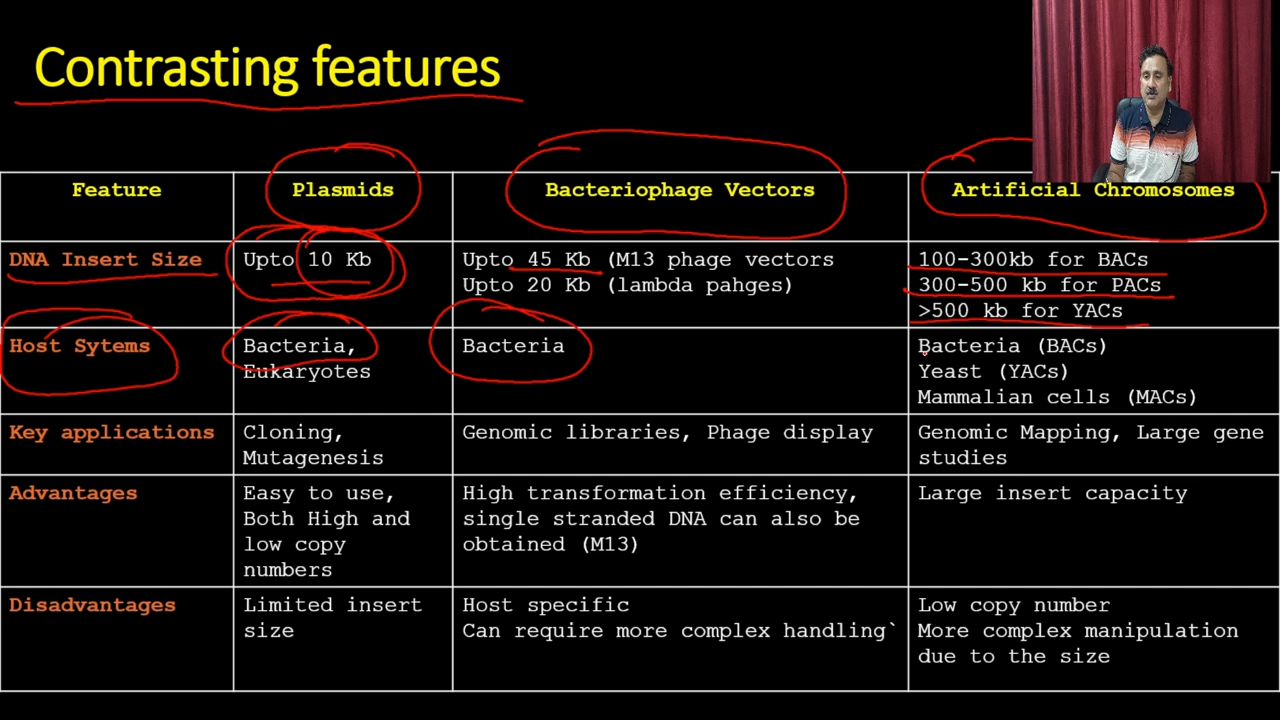 Contrasting features
Feature
Plasmids
Bacteriophage Vectors
Artificial Chromosomes
DNA Insert Size
Upto 10 Kb
Upto 45 Kb (M13 phage vectors
Upto 20 Kb (lambda pahges)
100-300kb for BACs
300-500 kb for PACs
>500 kb for YACs
Host Sytems
Bacteria,
Eukaryotes
Bacteria
Bacteria (BACs)
Yeast (YACs)
Mammalian cells (MACs)
Key applications
Cloning,
Mutagenesis
Genomic libraries, Phage display
Genomic Mapping, Large gene
studies
Advantages
Easy to use,
Both High and
low copy
numbers
High transformation efficiency,
single stranded DNA can also be
obtained (M13)
Large insert capacity
Disadvantages
Limited insert
size
Host specific
Can require more complex handling`
Low copy number
More complex manipulation
due to the size